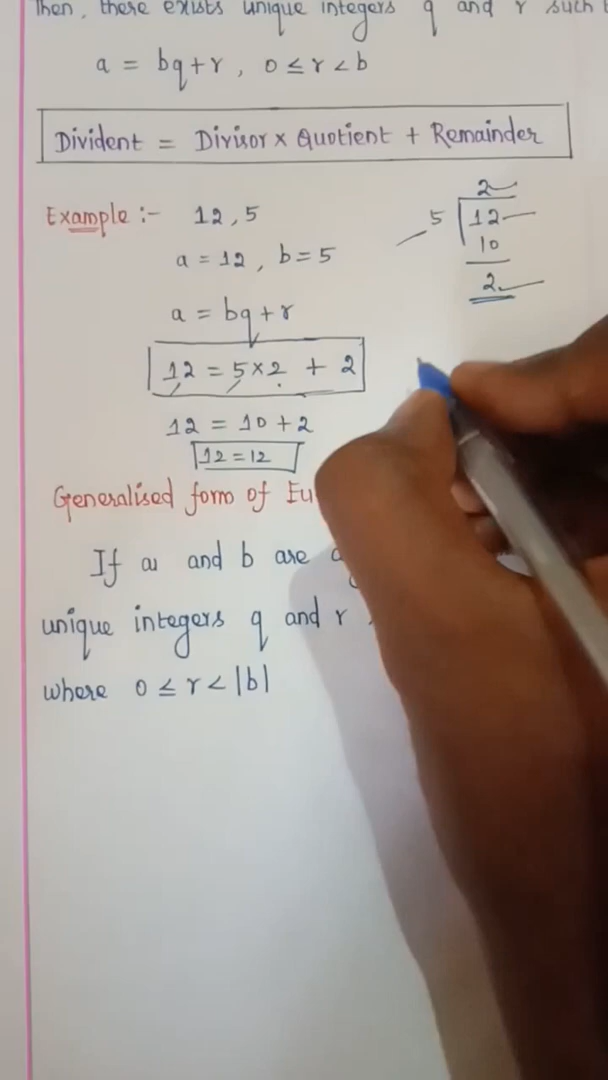 Then, there exists unique integers q and r such
a = bq+r, 0 ≤ r < b
Divident = Divisor × Quotient + Remainder
Example :- 12, 5
a = 12, b = 5
a = bq + r
12 = 5 × 2 + 2
12 = 10 + 2
12 = 12
2
5 12
10
2
Generalised form of
If a and b are
unique integers q and r
where 0 ≤ r < |b|